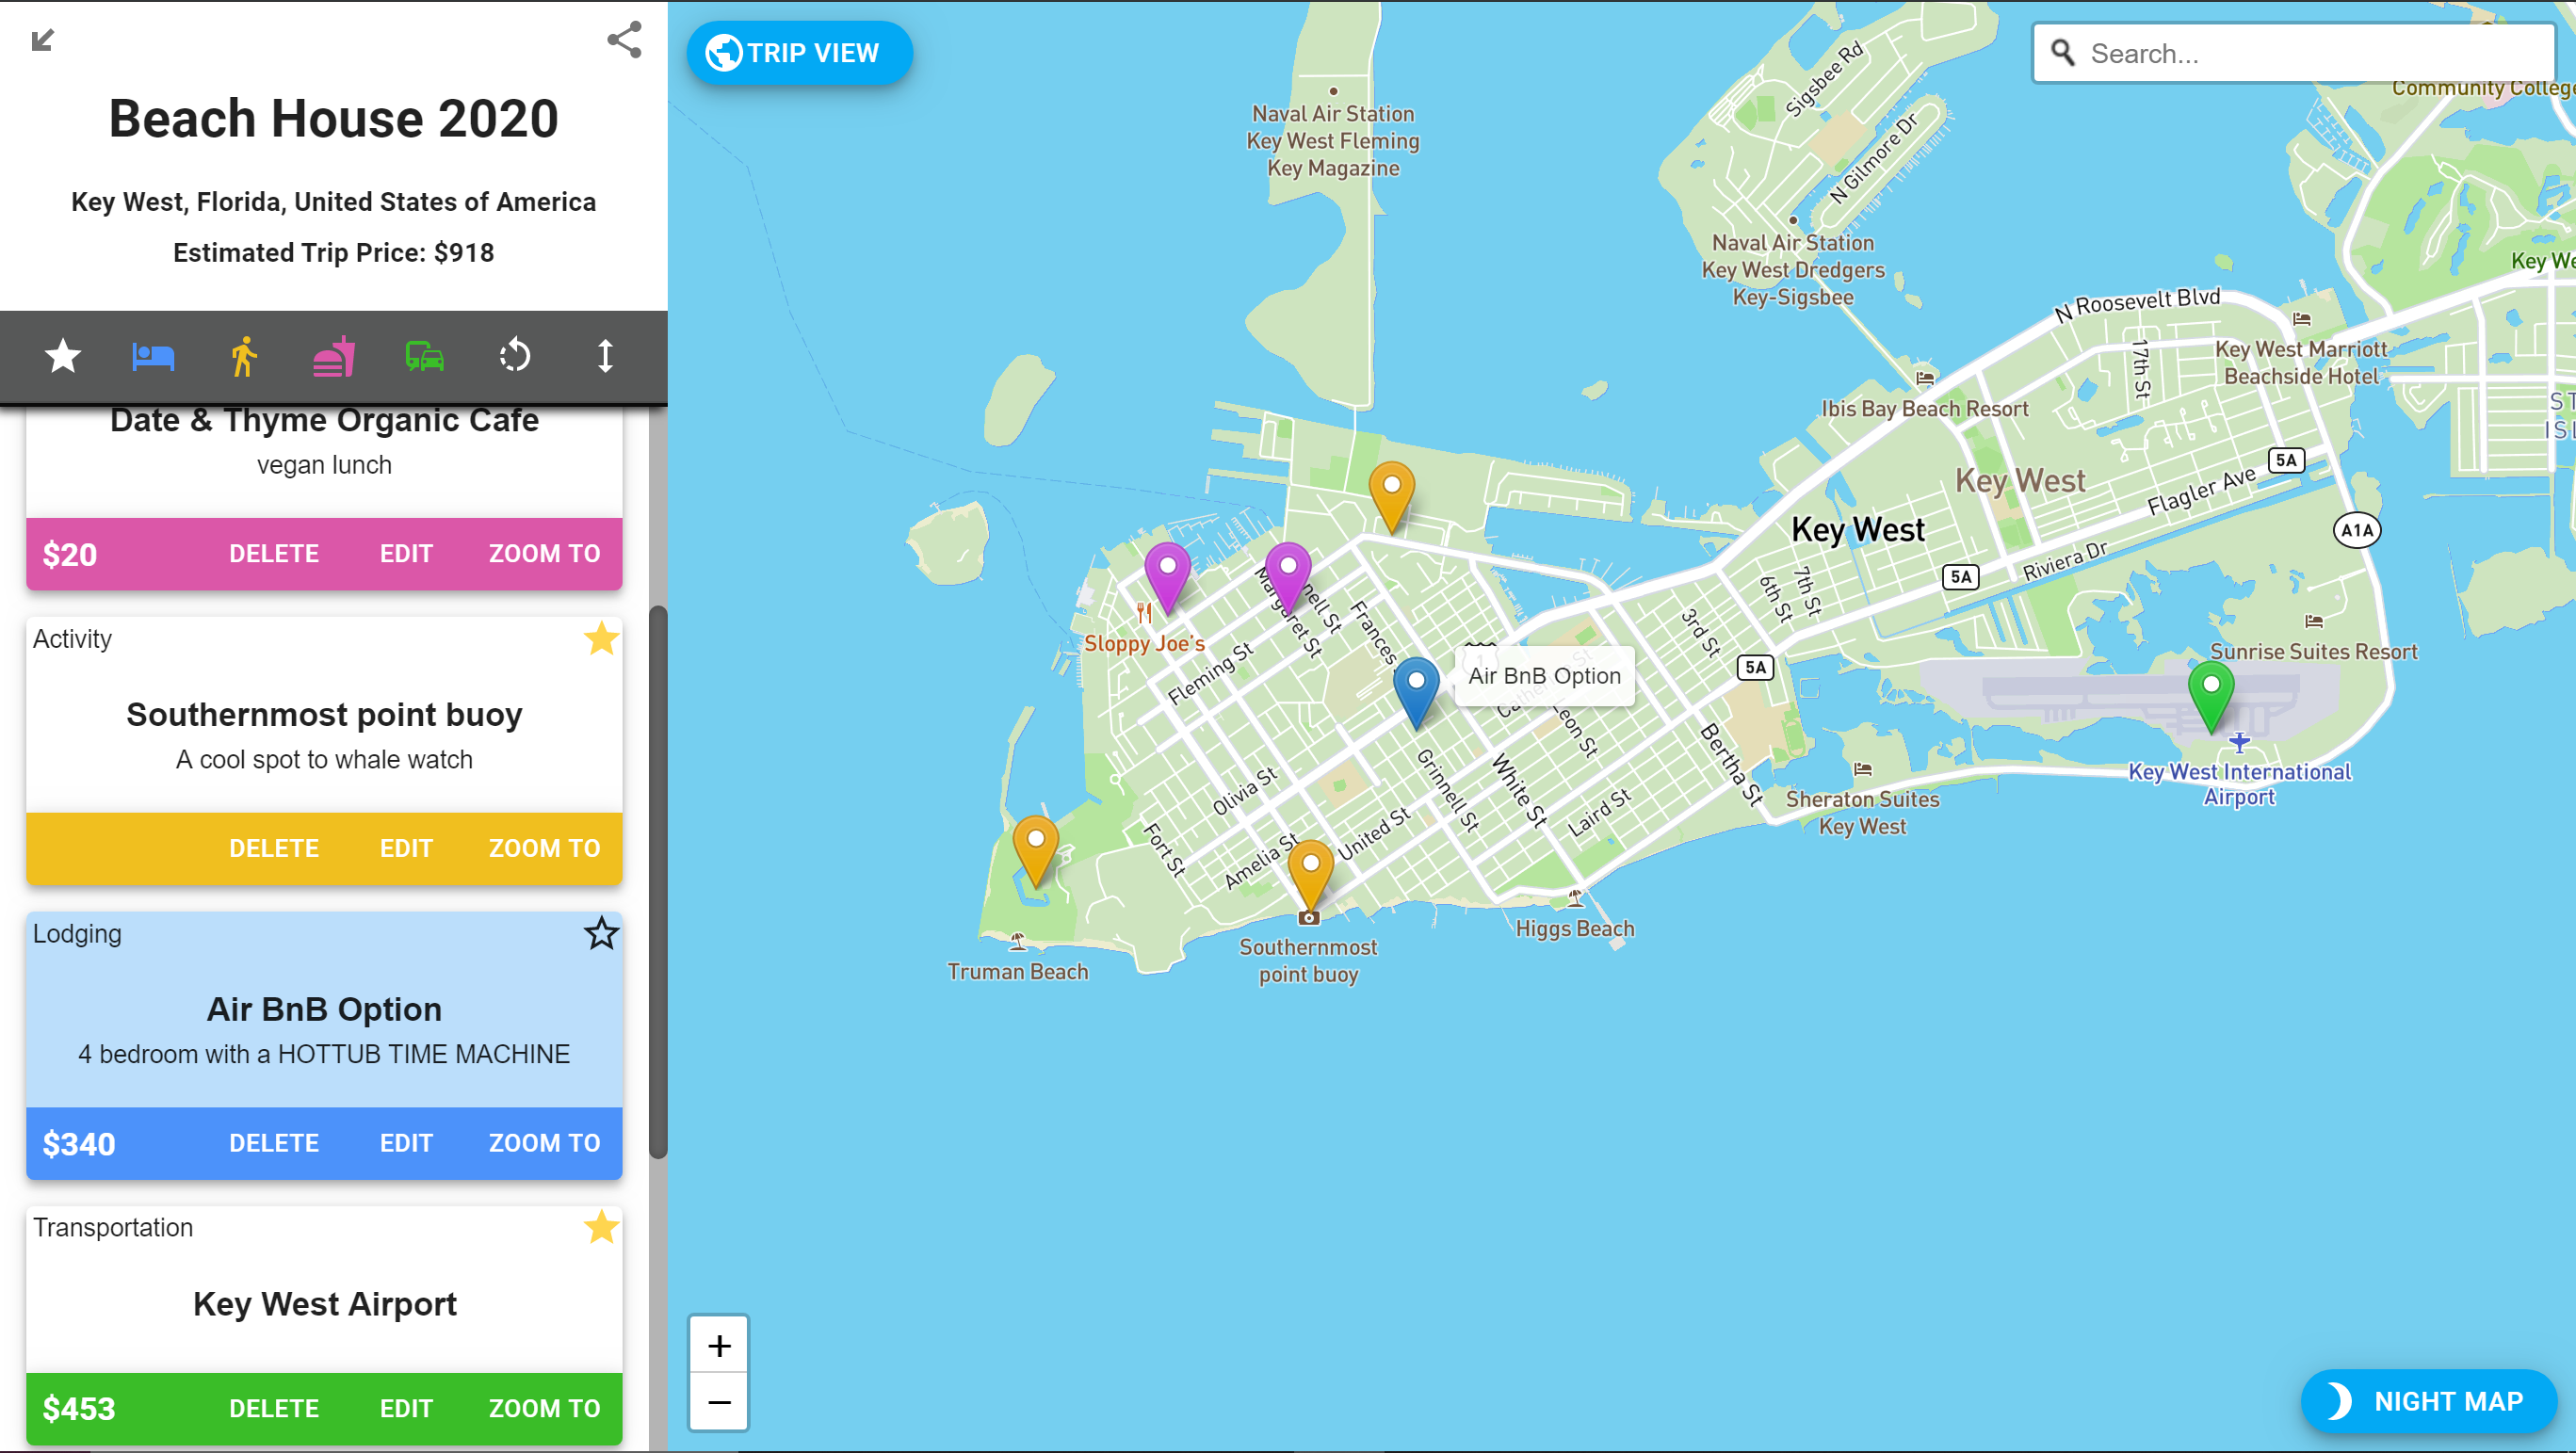 Beach House 2020
Key West, Florida, United States of America
Estimated Trip Price: $918
Date & Thyme Organic Cafe
vegan lunch
$20 DELETE EDIT ZOOM TO
Activity
Southernmost point buoy
A cool spot to whale watch
DELETE EDIT ZOOM TO
Lodging
Air BnB Option
4 bedroom with a HOTTUB TIME MACHINE
$340 DELETE EDIT ZOOM TO
Transportation
Key West Airport
$453 DELETE EDIT ZOOM TO
TRIP VIEW
Search...
Community College
Naval Air Station
Key West Fleming
Key Magazine
Sigsbee Rd
N Gilmore Dr
Naval Air Station
Key West Dredgers
Key-Sigsbee
Key We
N Roosevelt Blvd
17th St
Key West Marriott
Beachside Hotel
Ibis Bay Beach Resort
ST
ISL
Key West
5A
Flagler Ave
Key West
A1A
Riviera Dr
5A
6th St
7th St
3rd St
Sloppy Joe's
Margaret St
nell St
Frances
Fleming St
5A
Air BnB Option
Leon St
Sunrise Suites Resort
Bertha St
Grinnell St
White St
Olivia St
Laird St
United St
Amelia St
Fort St
Key West International
Airport
Sheraton Suites
Key West
Higgs Beach
Southernmost
point buoy
Truman Beach
+
−
NIGHT MAP